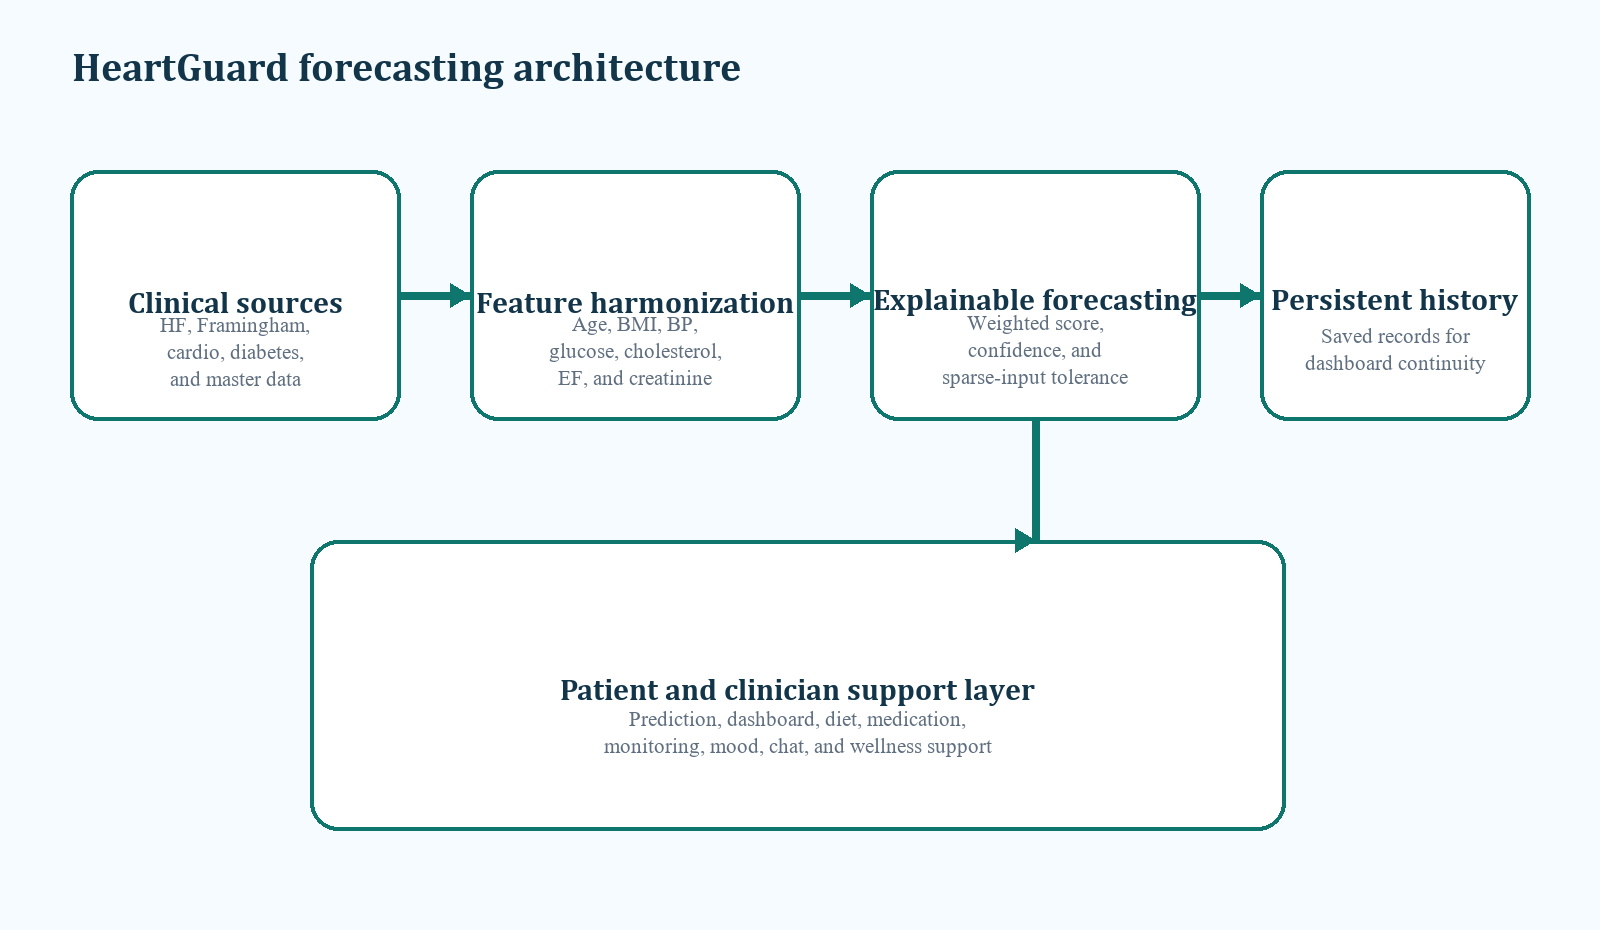 HeartGuard forecasting architecture
Clinical sources
HF, Framingham,
cardio, diabetes,
and master data
Feature harmonization
Age, BMI, BP,
glucose, cholesterol,
EF, and creatinine
Explainable forecasting
Weighted score,
confidence, and
sparse-input tolerance
Persistent history
Saved records for
dashboard continuity
Patient and clinician support layer
Prediction, dashboard, diet, medication,
monitoring, mood, chat, and wellness support